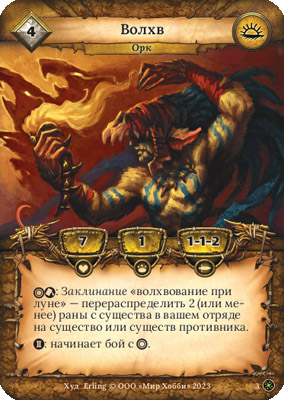 4
Волхв
Орк
7
1
1-1-2
: Заклинание «волхвование при
луне» — перераспределить 2 (или ме-
нее) раны с существа в вашем отряде
на существо или существ противника.
: начинает бой с .
Худ. Erling © ООО «Мир Хобби» 2023
3